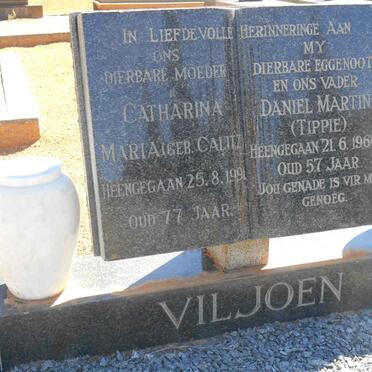 IN LIEFDEVOLLE HERINNERINGE AAN
ONS
DIERBARE MOEDER
CATHARINA
MARIA (GEB. CALITZ)
HEENGEGAAN 25.8.1991
OUD 77 JAAR.
MY
DIERBARE EGGENOOT
EN ONS VADER
DANIEL MARTIN
(TIPPIE)
HEENGEGAAN 21.6.196
OUD 57 JAAR
JOU GENADE IS VIR MY
GENOEG.
VILJOEN